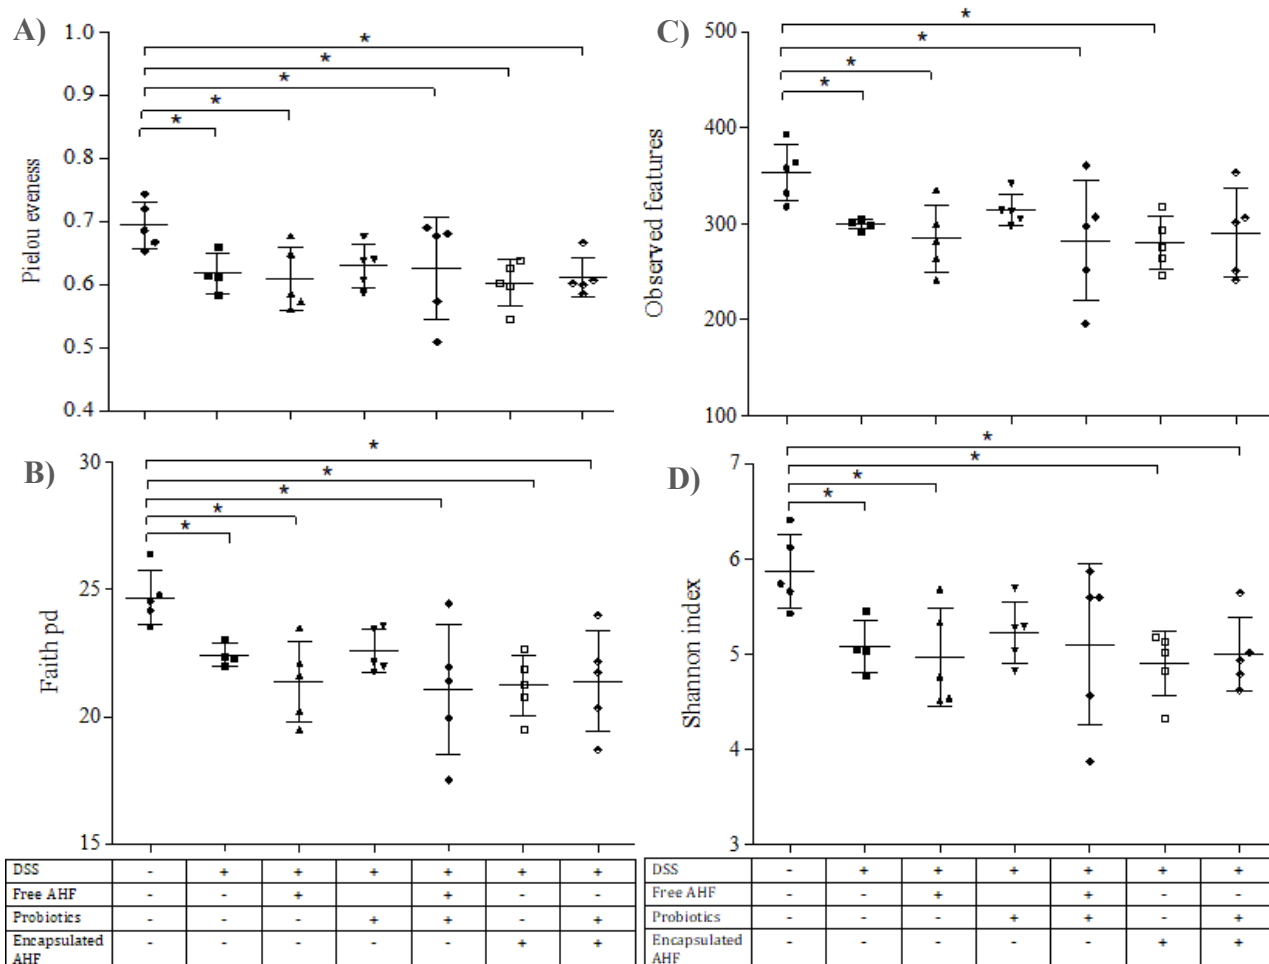 A)
1.0
0.9
0.8
0.7
0.6
0.5
0.4
Pielou eveness
* * * * *
C)
500
400
300
200
100
Observed features
* * * *
B)
30
25
20
15
Faith pd
* * * * *
D)
7
6
5
4
3
Shannon index
* * * *
DSS - + + + + + +
Free AHF - - + - + - -
Probiotics - - - + + - +
Encapsulated AHF - - - - - + +
DSS - + + + + + +
Free AHF - - + - + - -
Probiotics - - - + + - +
Encapsulated AHF - - - - - + +